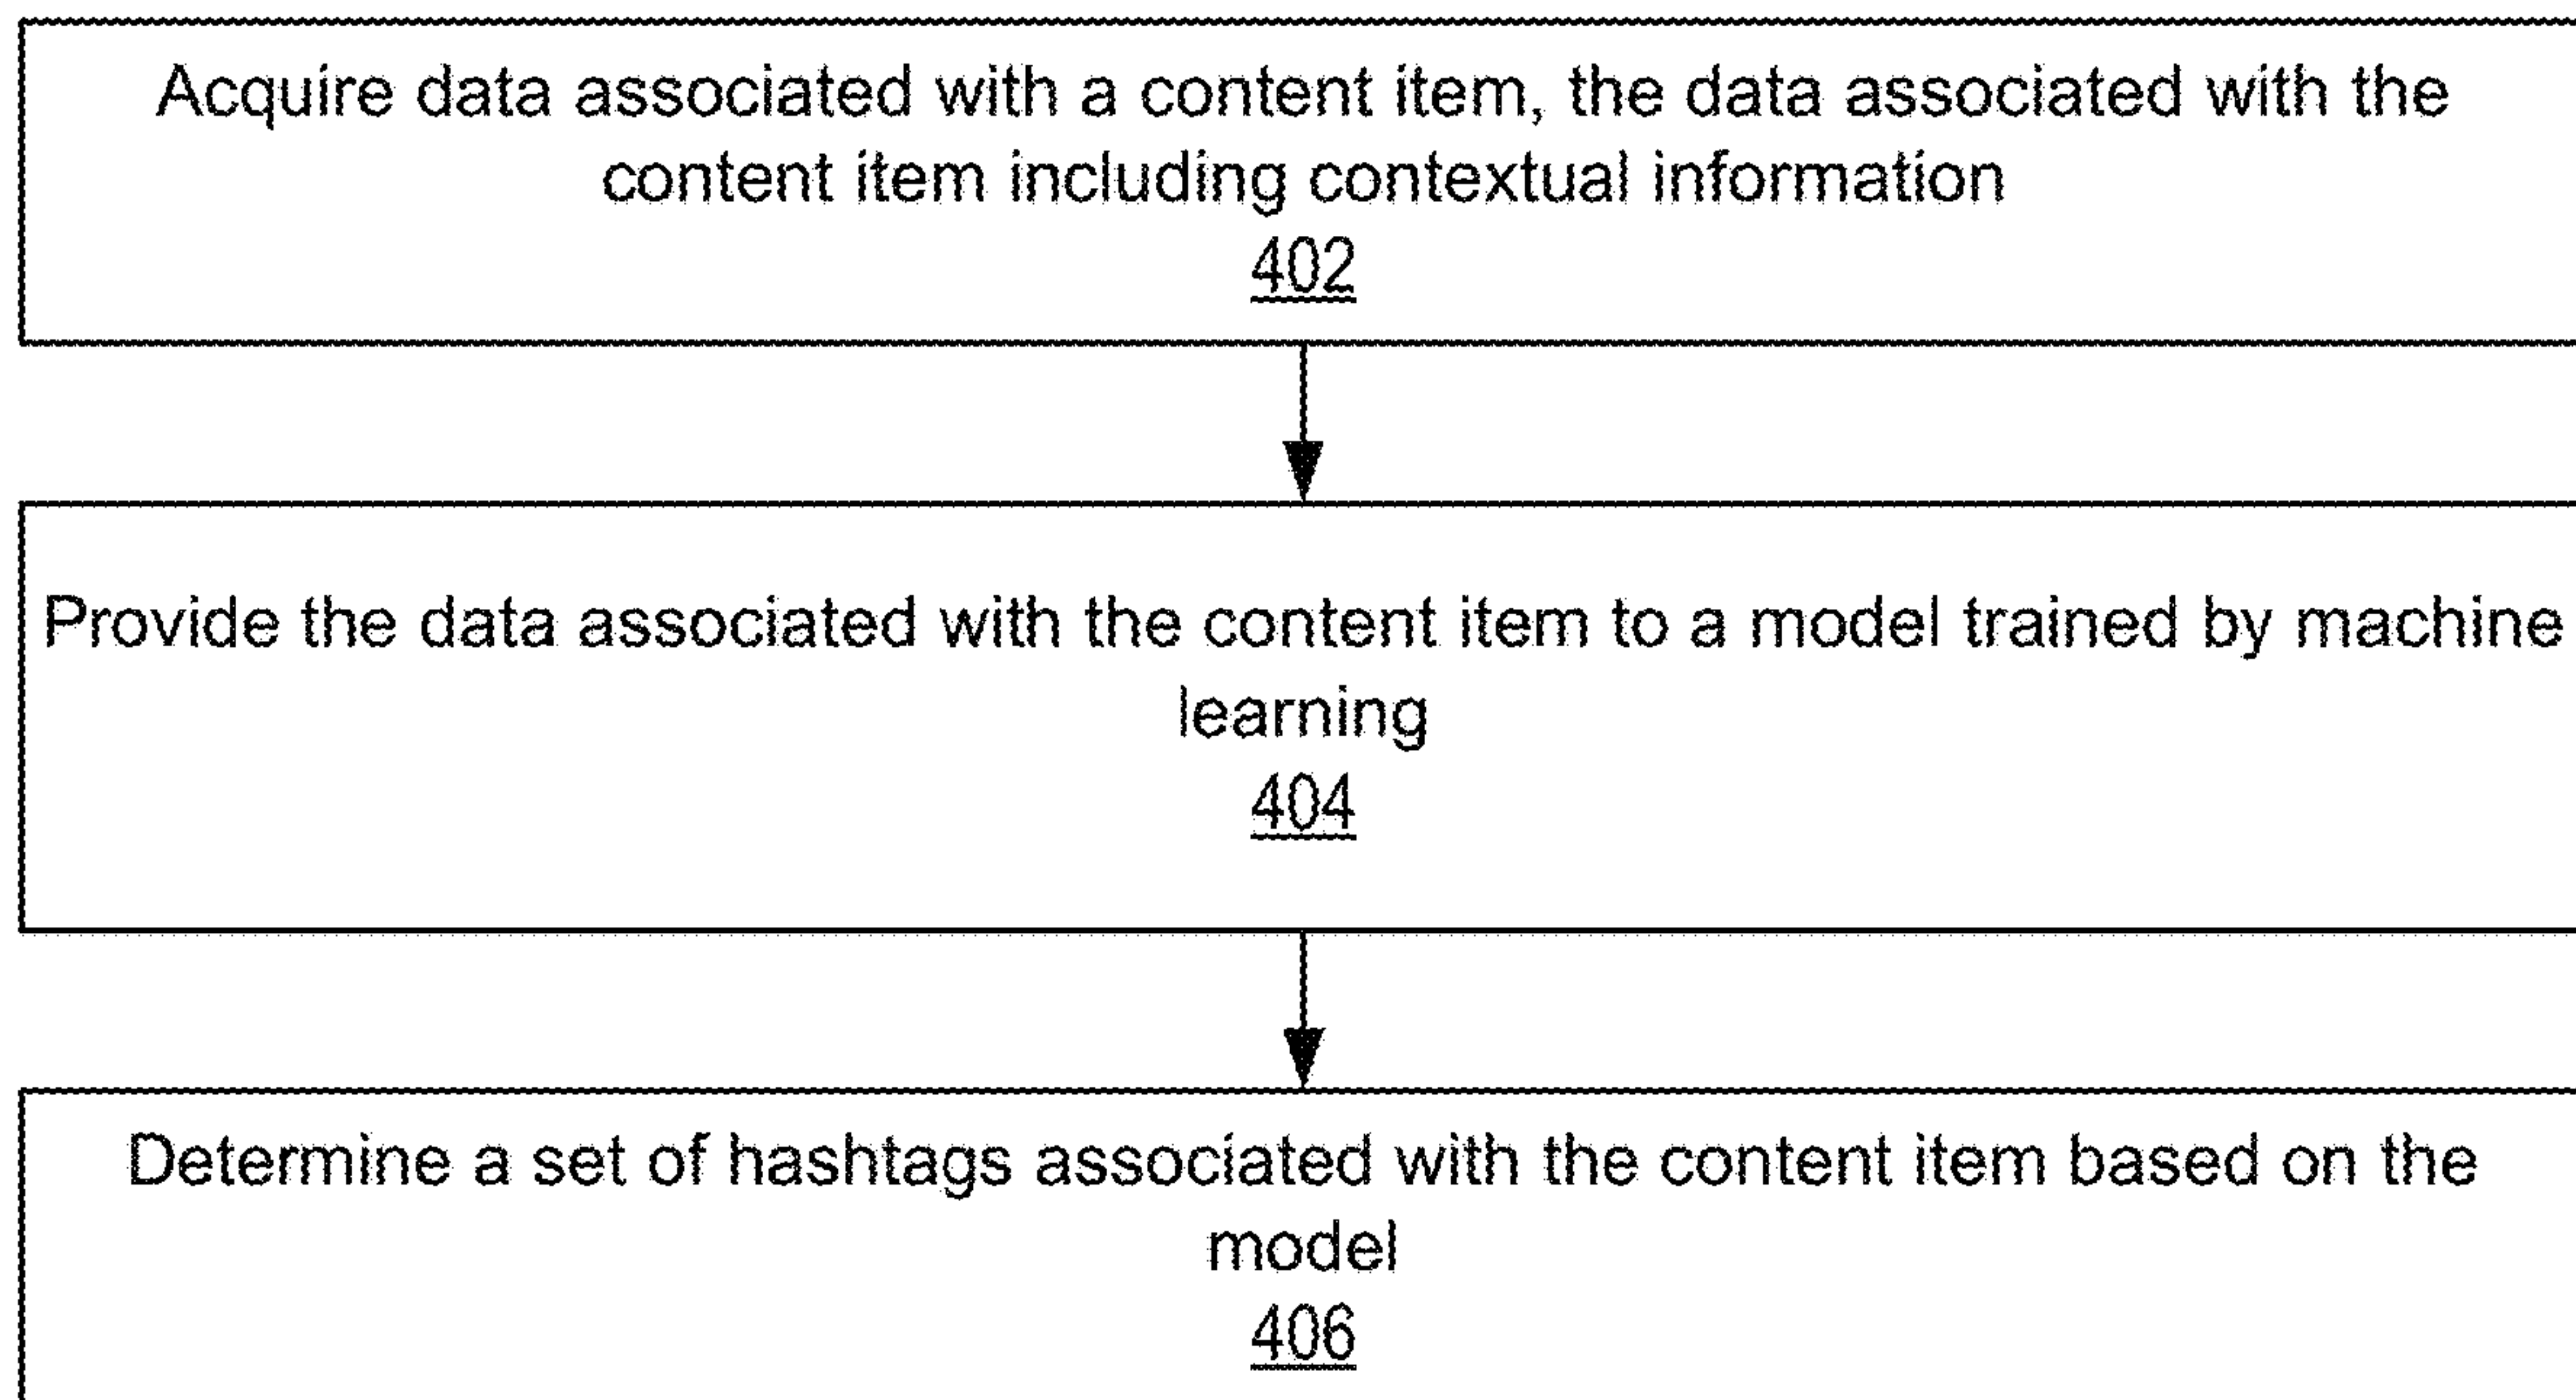 Acquire data associated with a content item, the data associated with the
content item including contextual information
402
Provide the data associated with the content item to a model trained by machine
learning
404
Determine a set of hashtags associated with the content item based on the
model
406